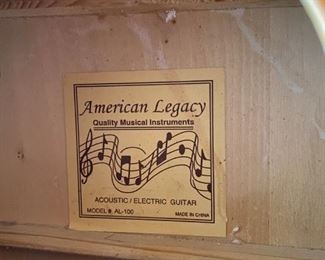 American Legacy
Quality Musical Instruments
ACOUSTIC / ELECTRIC GUITAR
MODEL # AL-100
MADE IN CHINA